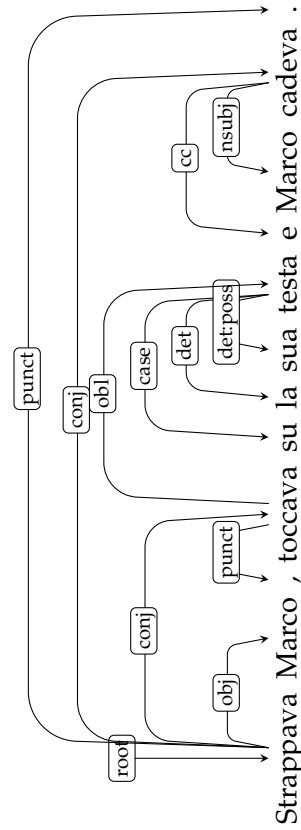 punct
conj
obl
root
conj
case
cc
obj
punct
det
det:poss
nsubj
Strappava Marco , toccava su la sua testa e Marco cadeva .